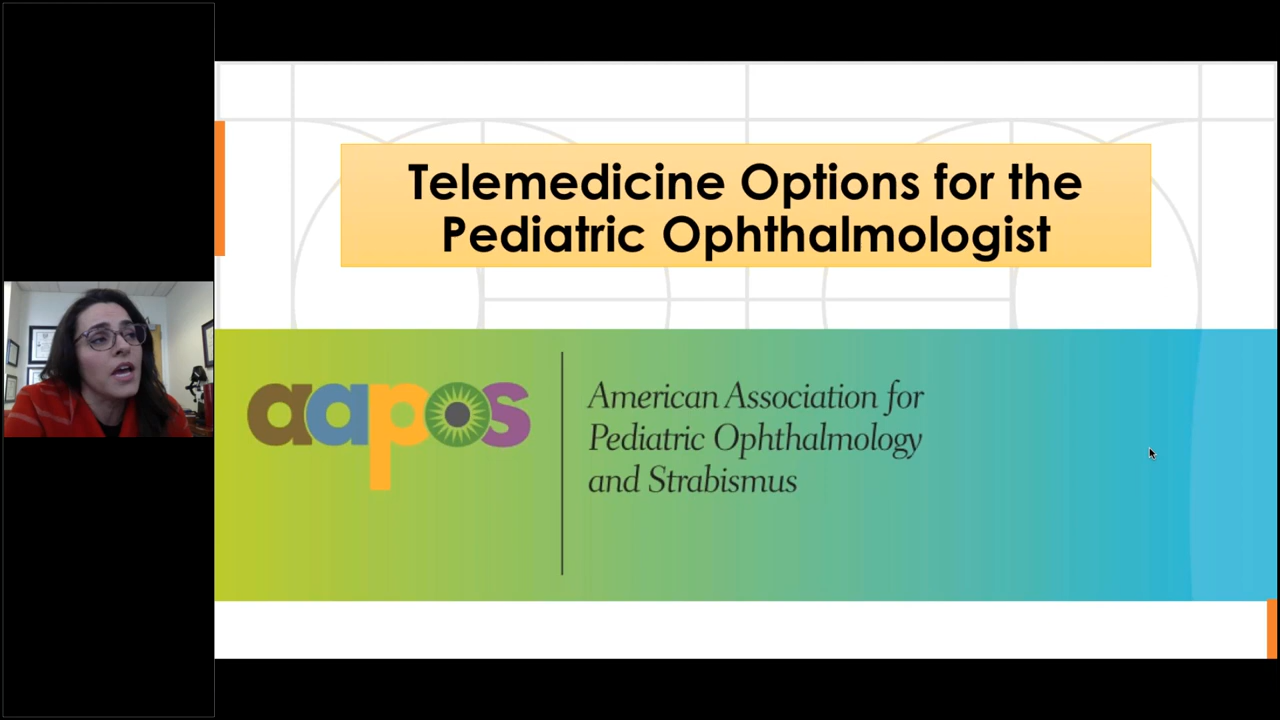 Telemedicine Options for the
Pediatric Ophthalmologist
aapos
American Association for
Pediatric Ophthalmology
and Strabismus